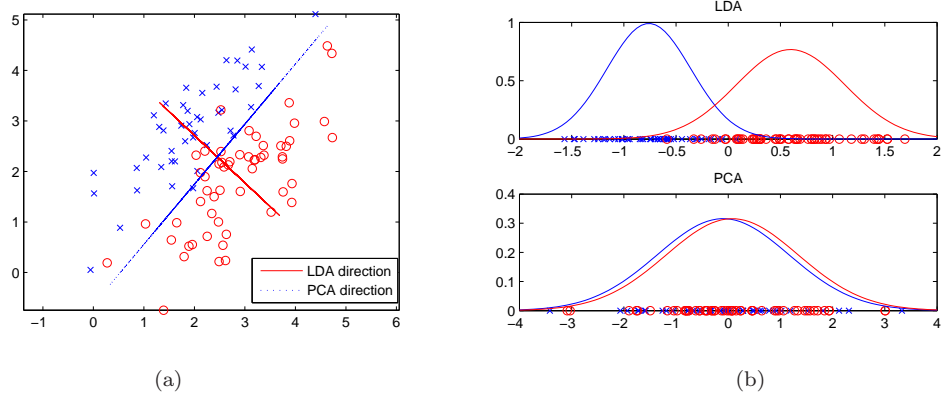 5
4
3
2
1
0
−1 0 1 2 3 4 5 6
LDA direction
PCA direction
(a)
LDA
1
0.5
0
−2 −1.5 −1 −0.5 0 0.5 1 1.5 2
PCA
0.4
0.3
0.2
0.1
0
−4 −3 −2 −1 0 1 2 3 4
(b)